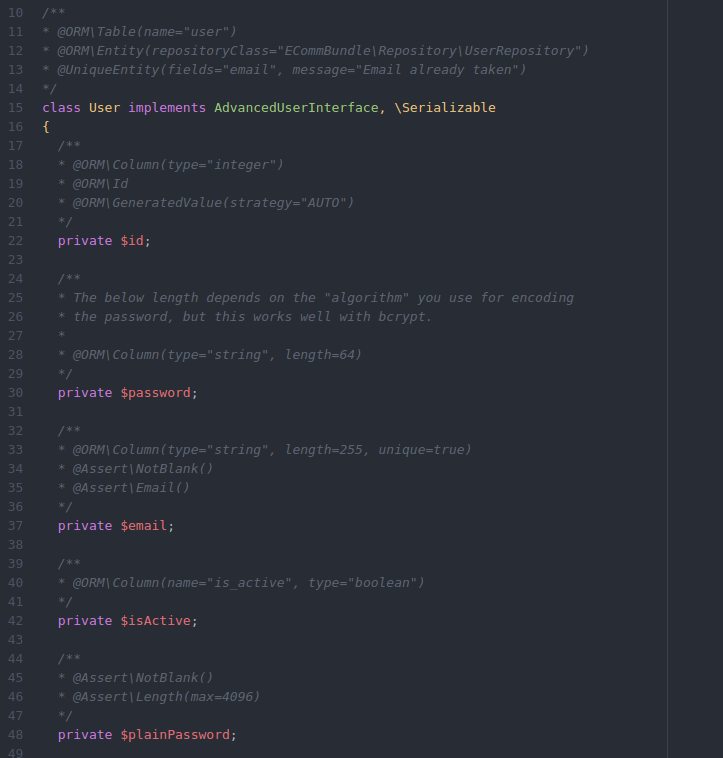 10 /**
11 * @ORM\Table(name="user")
12 * @ORM\Entity(repositoryClass="ECommBundle\Repository\UserRepository")
13 * @UniqueEntity(fields="email", message="Email already taken")
14 */
15 class User implements AdvancedUserInterface, \Serializable
16 {
17   /**
18   * @ORM\Column(type="integer")
19   * @ORM\Id
20   * @ORM\GeneratedValue(strategy="AUTO")
21   */
22   private $id;
23
24   /**
25   * The below length depends on the "algorithm" you use for encoding
26   * the password, but this works well with bcrypt.
27   *
28   * @ORM\Column(type="string", length=64)
29   */
30   private $password;
31
32   /**
33   * @ORM\Column(type="string", length=255, unique=true)
34   * @Assert\NotBlank()
35   * @Assert\Email()
36   */
37   private $email;
38
39   /**
40   * @ORM\Column(name="is_active", type="boolean")
41   */
42   private $isActive;
43
44   /**
45   * @Assert\NotBlank()
46   * @Assert\Length(max=4096)
47   */
48   private $plainPassword;
49